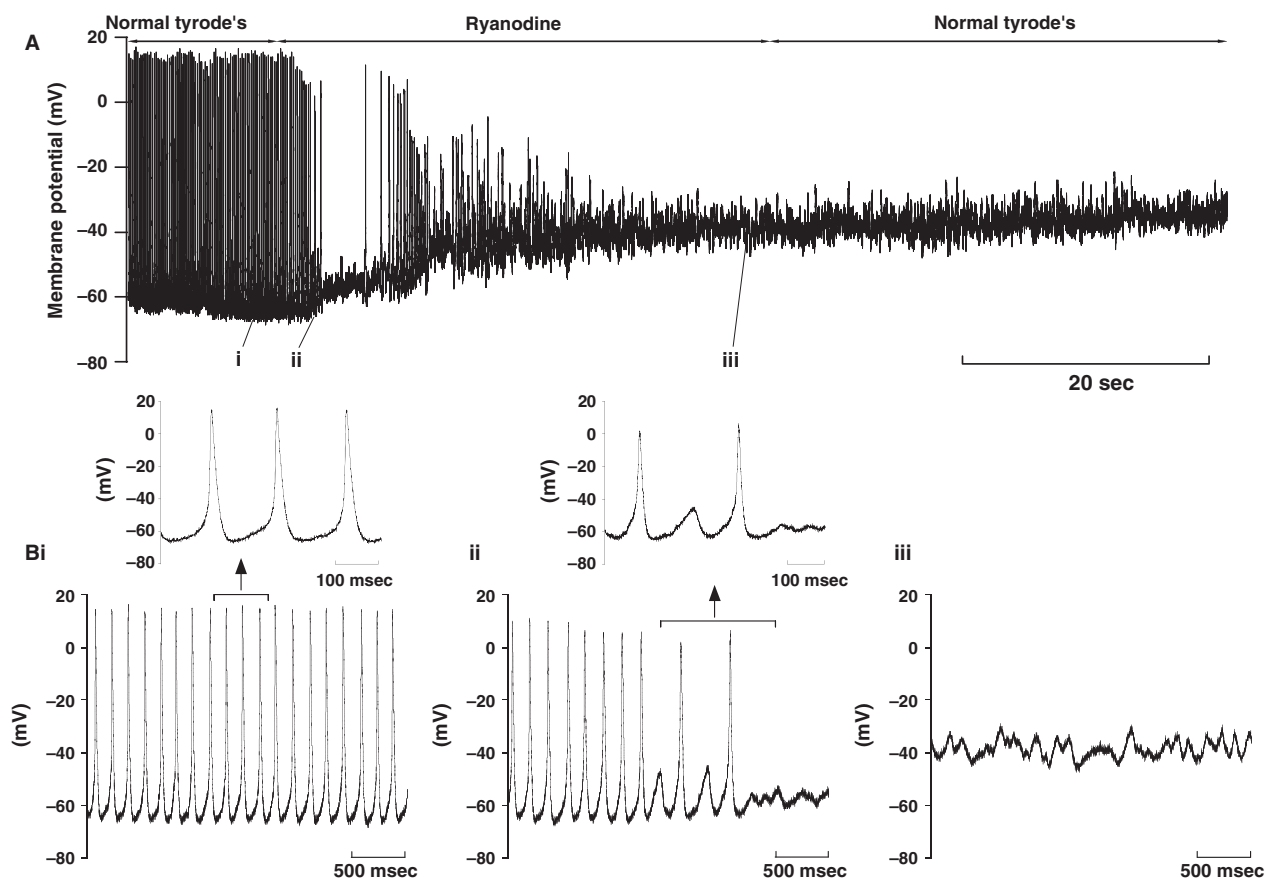 Normal tyrode's Ryanodine Normal tyrode's
A
Membrane potential (mV)
20
0
–20
–40
–60
–80
i ii iii
20 sec
(mV)
20
0
–20
–40
–60
–80
100 msec
(mV)
20
0
–20
–40
–60
–80
100 msec
Bi
(mV)
20
0
–20
–40
–60
–80
500 msec
ii
(mV)
20
0
–20
–40
–60
–80
500 msec
iii
(mV)
20
0
–20
–40
–60
–80
500 msec